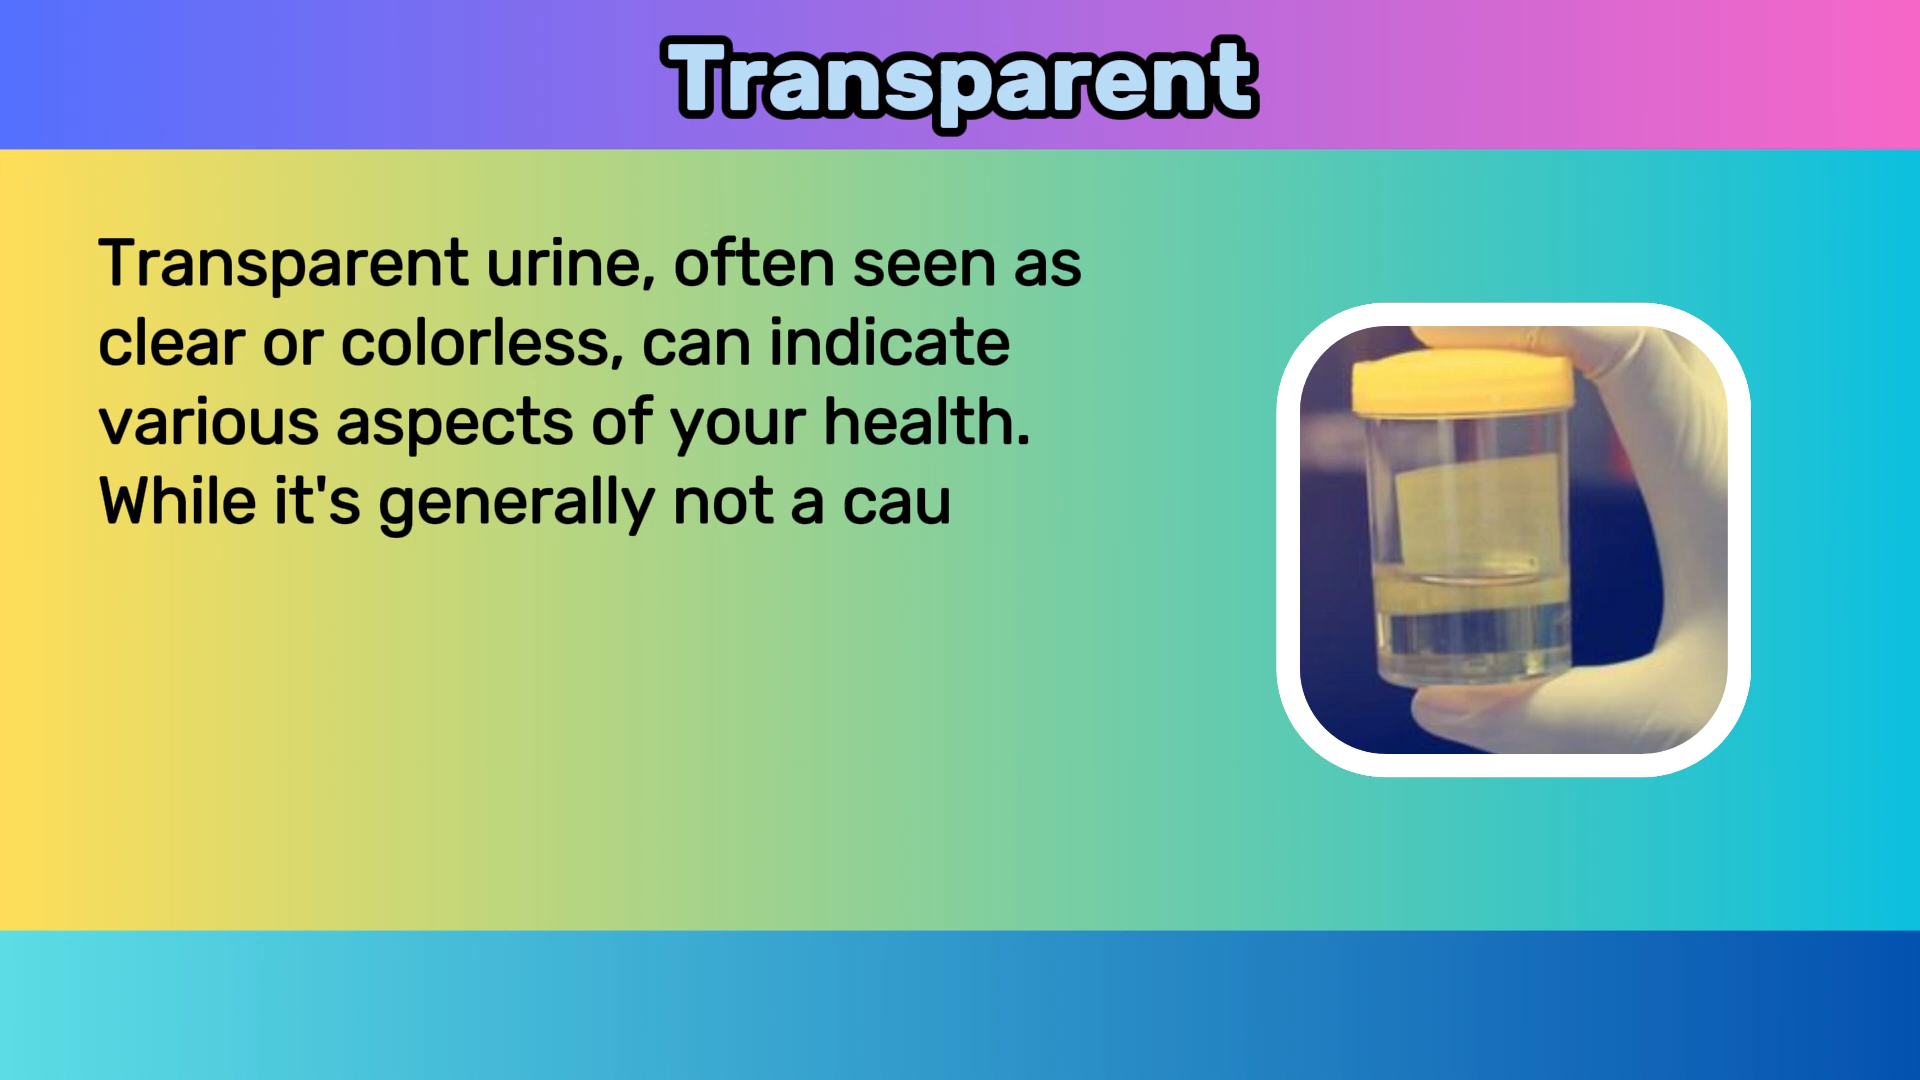 Transparent
Transparent urine, often seen as
clear or colorless, can indicate
various aspects of your health.
While it's generally not a cau